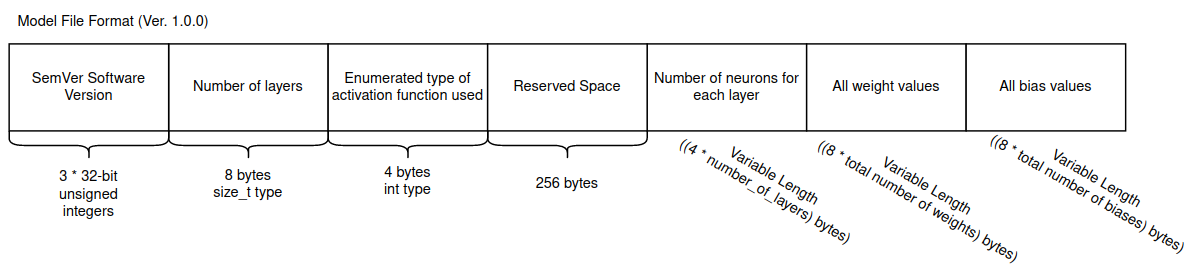 Model File Format (Ver. 1.0.0)
SemVer Software
Version
Number of layers
Enumerated type of
activation function used
Reserved Space
Number of neurons for
each layer
All weight values
All bias values
3 * 32-bit
unsigned
integers
8 bytes
size_t type
4 bytes
int type
256 bytes
Variable Length
((4 * number_of_layers) bytes)
Variable Length
((8 * total number of weights) bytes)
Variable Length
((8 * total number of biases) bytes)